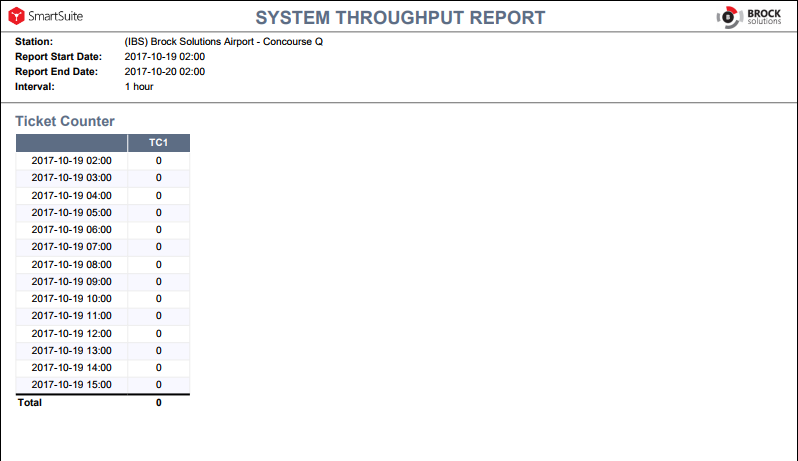 SmartSuite
SYSTEM THROUGHPUT REPORT
BROCK
solutions
Station: (IBS) Brock Solutions Airport - Concourse Q
Report Start Date: 2017-10-19 02:00
Report End Date: 2017-10-20 02:00
Interval: 1 hour
Ticket Counter
TC1
2017-10-19 02:00 0
2017-10-19 03:00 0
2017-10-19 04:00 0
2017-10-19 05:00 0
2017-10-19 06:00 0
2017-10-19 07:00 0
2017-10-19 08:00 0
2017-10-19 09:00 0
2017-10-19 10:00 0
2017-10-19 11:00 0
2017-10-19 12:00 0
2017-10-19 13:00 0
2017-10-19 14:00 0
2017-10-19 15:00 0
Total 0